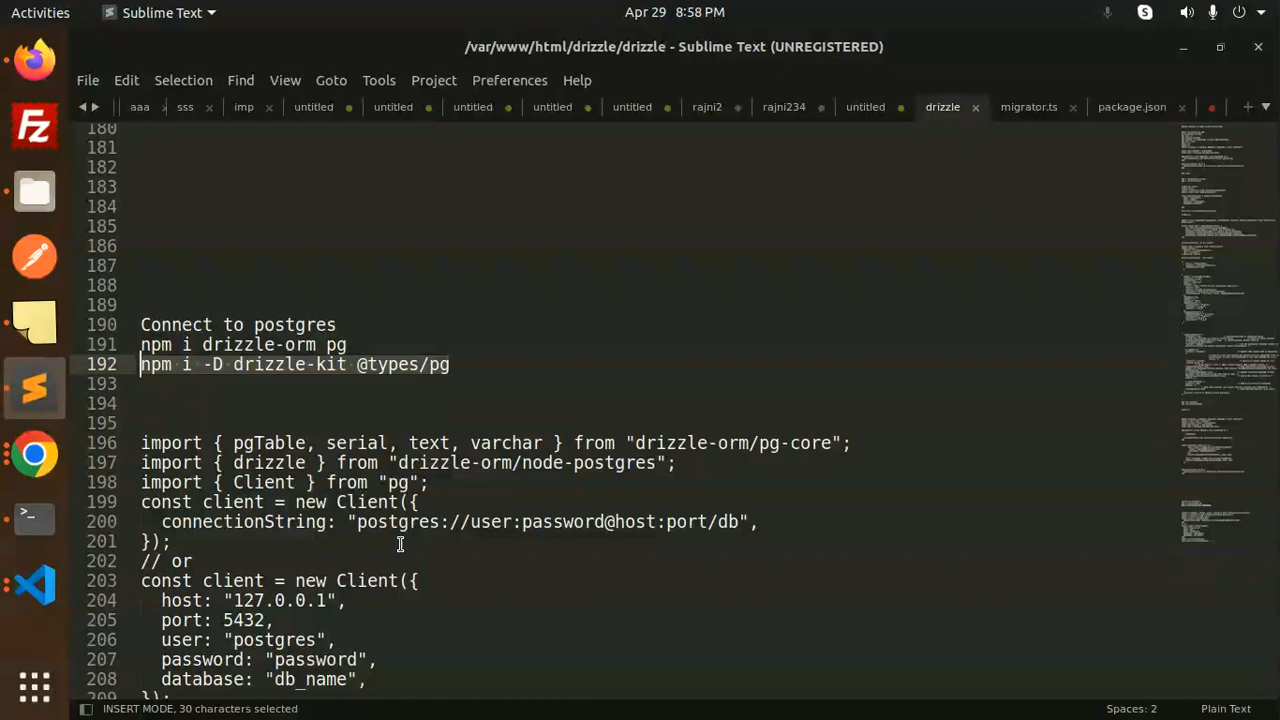 Activities
Sublime Text
Apr 29 8:58 PM
/var/www/html/drizzle/drizzle - Sublime Text (UNREGISTERED)
File Edit Selection Find View Goto Tools Project Preferences Help
aaa sss imp untitled untitled untitled untitled untitled rajni2 rajni234 untitled drizzle migrator.ts package.json
180
181
182
183
184
185
186
187
188
189
190 Connect to postgres
191 npm i drizzle-orm pg
192 npm i -D drizzle-kit @types/pg
193
194
195
196 import { pgTable, serial, text, varchar } from "drizzle-orm/pg-core";
197 import { drizzle } from "drizzle-orm/node-postgres";
198 import { Client } from "pg";
199 const client = new Client({
200 connectionString: "postgres://user:password@host:port/db",
201 });
202 // or
203 const client = new Client({
204 host: "127.0.0.1",
205 port: 5432,
206 user: "postgres",
207 password: "password",
208 database: "db_name",
209 });
INSERT MODE, 30 characters selected
Spaces: 2
Plain Text